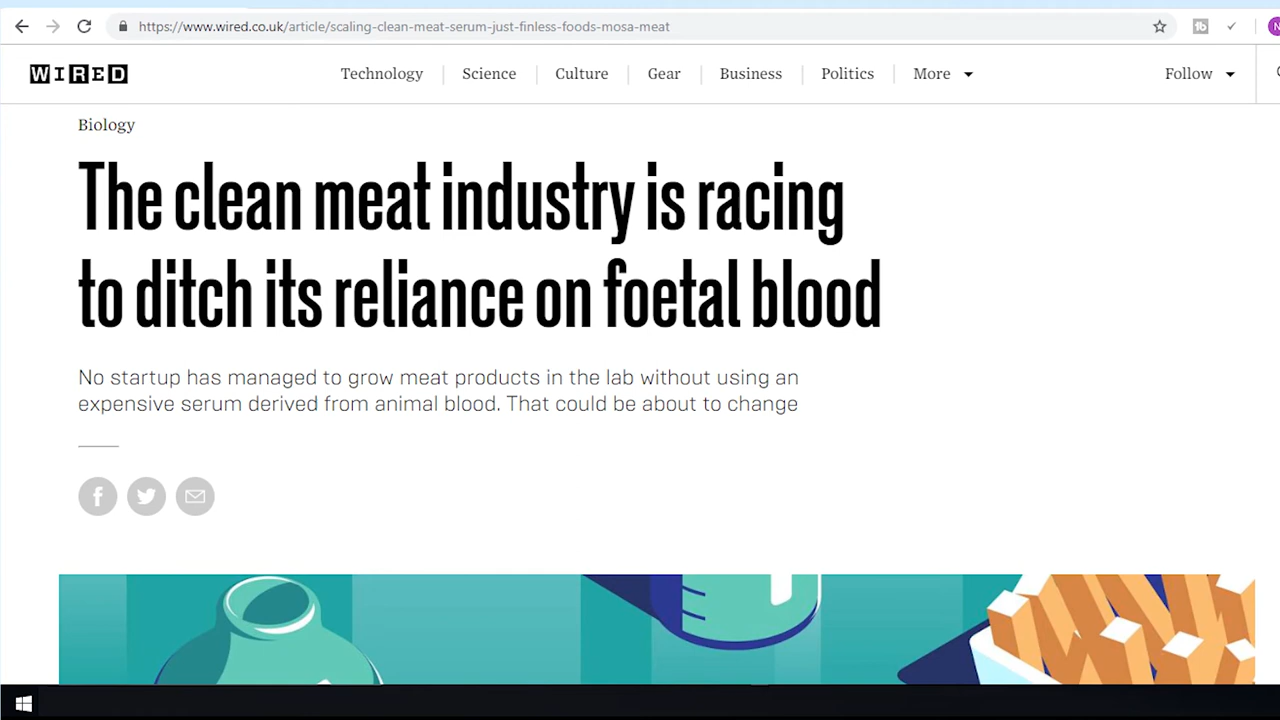 https://www.wired.co.uk/article/scaling-clean-meat-serum-just-finless-foods-mosa-meat
WIRED
Technology
Science
Culture
Gear
Business
Politics
More
Follow
Biology
The clean meat industry is racing
to ditch its reliance on foetal blood
No startup has managed to grow meat products in the lab without using an
expensive serum derived from animal blood. That could be about to change